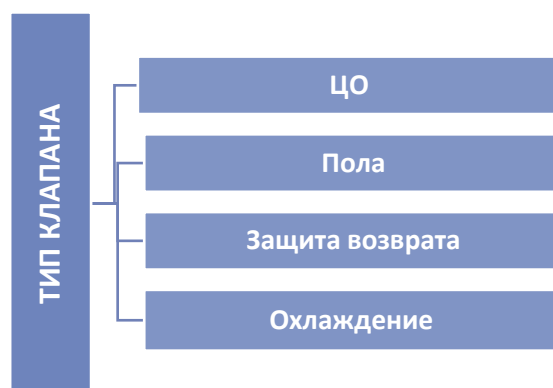 ТИП КЛАПАНА
ЦО
Пола
Защита возврата
Охлаждение